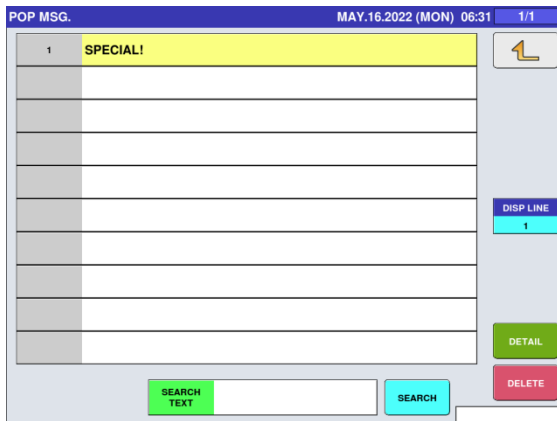 POP MSG. MAY.16.2022 (MON) 06:31 1/1
1 SPECIAL!
DISP LINE
1
DETAIL
DELETE
SEARCH
TEXT
SEARCH